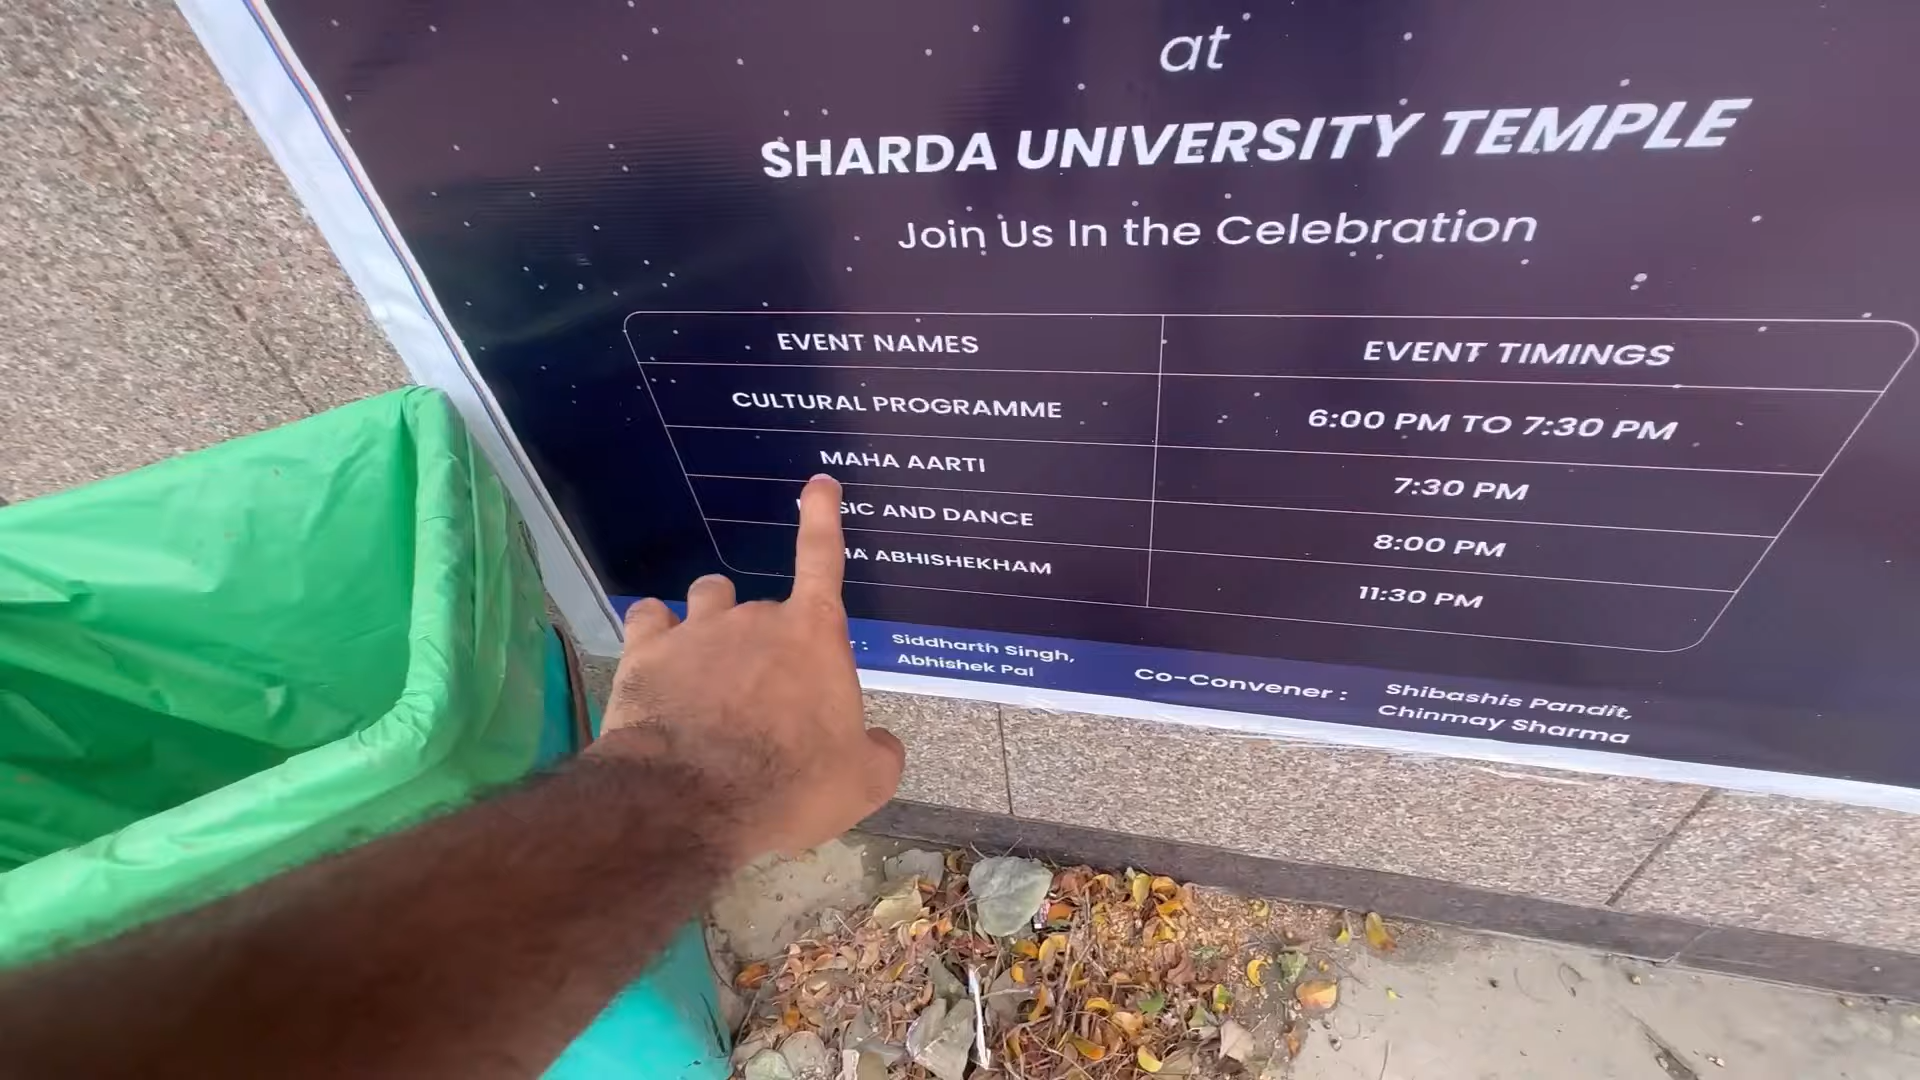 at
SHARDA UNIVERSITY TEMPLE
Join Us In the Celebration
EVENT NAMES EVENT TIMINGS
CULTURAL PROGRAMME 6:00 PM TO 7:30 PM
MAHA AARTI 7:30 PM
AND DANCE 8:00 PM
ABHISHEKHAM 11:30 PM
Siddharth Singh,
Abhishek Pal
Co-Convener :
Shibashis Pandit,
Chinmay Sharma